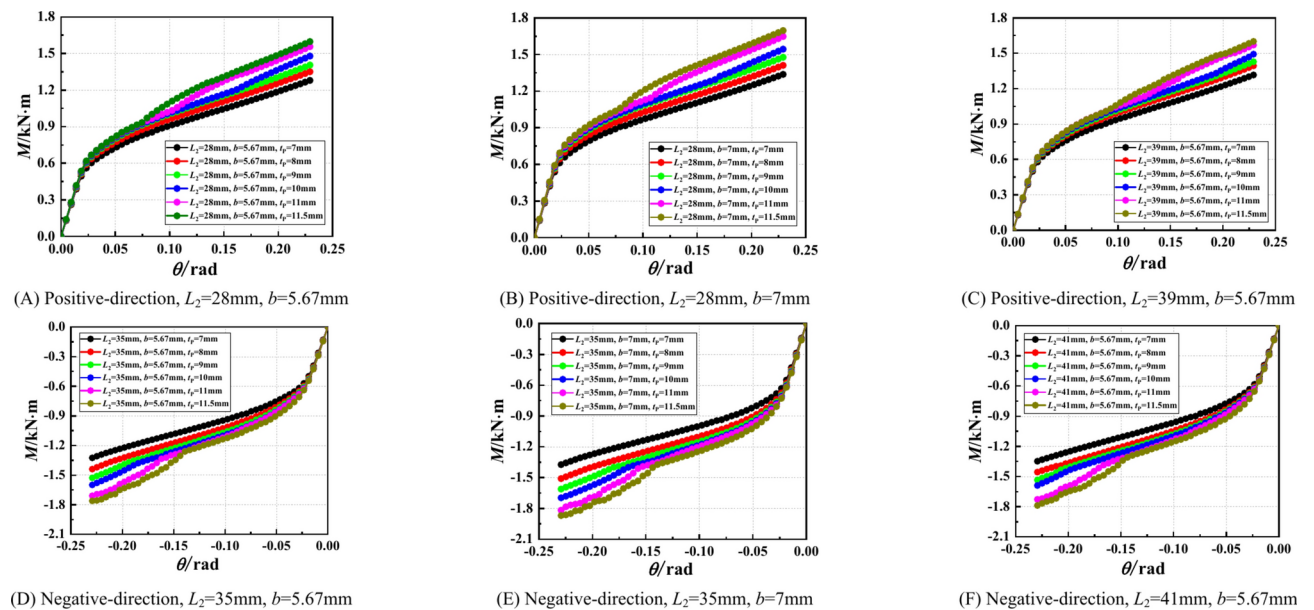 1.8
1.5
1.2
0.9
0.6
0.3
0.0
M/kN·m
L₂=28mm, b=5.67mm, tₚ=7mm
L₂=28mm, b=5.67mm, tₚ=8mm
L₂=28mm, b=5.67mm, tₚ=9mm
L₂=28mm, b=5.67mm, tₚ=10mm
L₂=28mm, b=5.67mm, tₚ=11mm
L₂=28mm, b=5.67mm, tₚ=11.5mm
0.00 0.05 0.10 0.15 0.20 0.25
θ/rad
(A) Positive-direction, L₂=28mm, b=5.67mm
1.8
1.5
1.2
0.9
0.6
0.3
0.0
M/kN·m
L₂=28mm, b=7mm, tₚ=7mm
L₂=28mm, b=7mm, tₚ=8mm
L₂=28mm, b=7mm, tₚ=9mm
L₂=28mm, b=7mm, tₚ=10mm
L₂=28mm, b=7mm, tₚ=11mm
L₂=28mm, b=7mm, tₚ=11.5mm
0.00 0.05 0.10 0.15 0.20 0.25
θ/rad
(B) Positive-direction, L₂=28mm, b=7mm
1.8
1.5
1.2
0.9
0.6
0.3
0.0
M/kN·m
L₂=39mm, b=5.67mm, tₚ=7mm
L₂=39mm, b=5.67mm, tₚ=8mm
L₂=39mm, b=5.67mm, tₚ=9mm
L₂=39mm, b=5.67mm, tₚ=10mm
L₂=39mm, b=5.67mm, tₚ=11mm
L₂=39mm, b=5.67mm, tₚ=11.5mm
0.00 0.05 0.10 0.15 0.20 0.25
θ/rad
(C) Positive-direction, L₂=39mm, b=5.67mm
0.0
-0.3
-0.6
-0.9
-1.2
-1.5
-1.8
-2.1
M/kN·m
L₂=35mm, b=5.67mm, tₚ=7mm
L₂=35mm, b=5.67mm, tₚ=8mm
L₂=35mm, b=5.67mm, tₚ=9mm
L₂=35mm, b=5.67mm, tₚ=10mm
L₂=35mm, b=5.67mm, tₚ=11mm
L₂=35mm, b=5.67mm, tₚ=11.5mm
-0.25 -0.20 -0.15 -0.10 -0.05 0.00
θ/rad
(D) Negative-direction, L₂=35mm, b=5.67mm
0.0
-0.3
-0.6
-0.9
-1.2
-1.5
-1.8
-2.1
M/kN·m
L₂=35mm, b=7mm, tₚ=7mm
L₂=35mm, b=7mm, tₚ=8mm
L₂=35mm, b=7mm, tₚ=9mm
L₂=35mm, b=7mm, tₚ=10mm
L₂=35mm, b=7mm, tₚ=11mm
L₂=35mm, b=7mm, tₚ=11.5mm
-0.25 -0.20 -0.15 -0.10 -0.05 0.00
θ/rad
(E) Negative-direction, L₂=35mm, b=7mm
0.0
-0.3
-0.6
-0.9
-1.2
-1.5
-1.8
-2.1
M/kN·m
L₂=41mm, b=5.67mm, tₚ=7mm
L₂=41mm, b=5.67mm, tₚ=8mm
L₂=41mm, b=5.67mm, tₚ=9mm
L₂=41mm, b=5.67mm, tₚ=10mm
L₂=41mm, b=5.67mm, tₚ=11mm
L₂=41mm, b=5.67mm, tₚ=11.5mm
-0.25 -0.20 -0.15 -0.10 -0.05 0.00
θ/rad
(F) Negative-direction, L₂=41mm, b=5.67mm